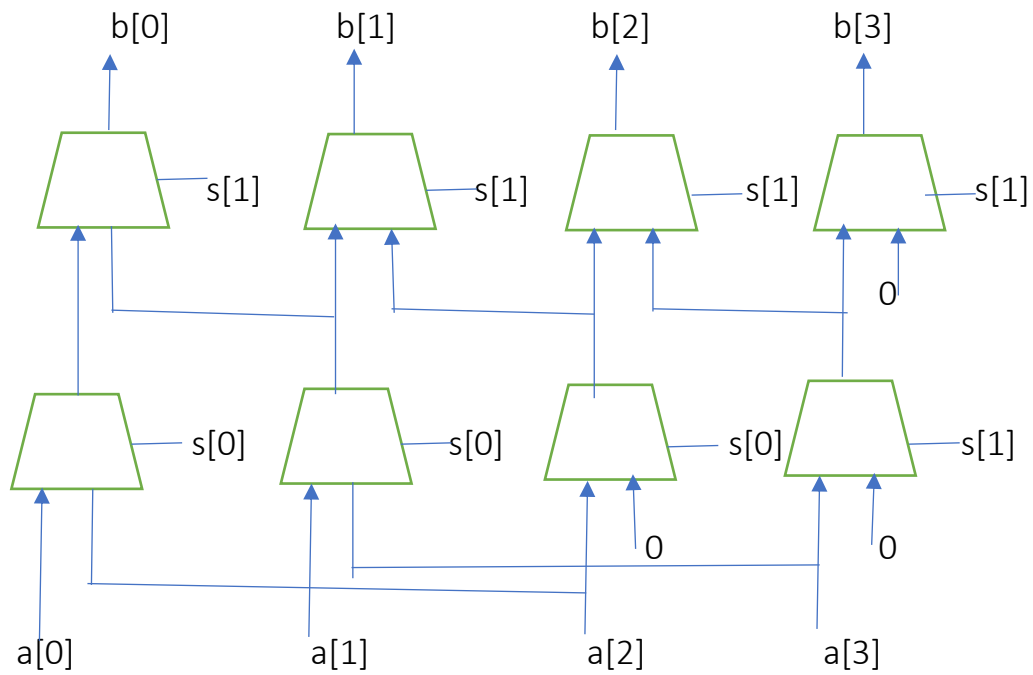 b[0] b[1] b[2] b[3]
s[1] s[1] s[1] s[1]
0
s[0] s[0] s[0] s[1]
0 0
a[0] a[1] a[2] a[3]